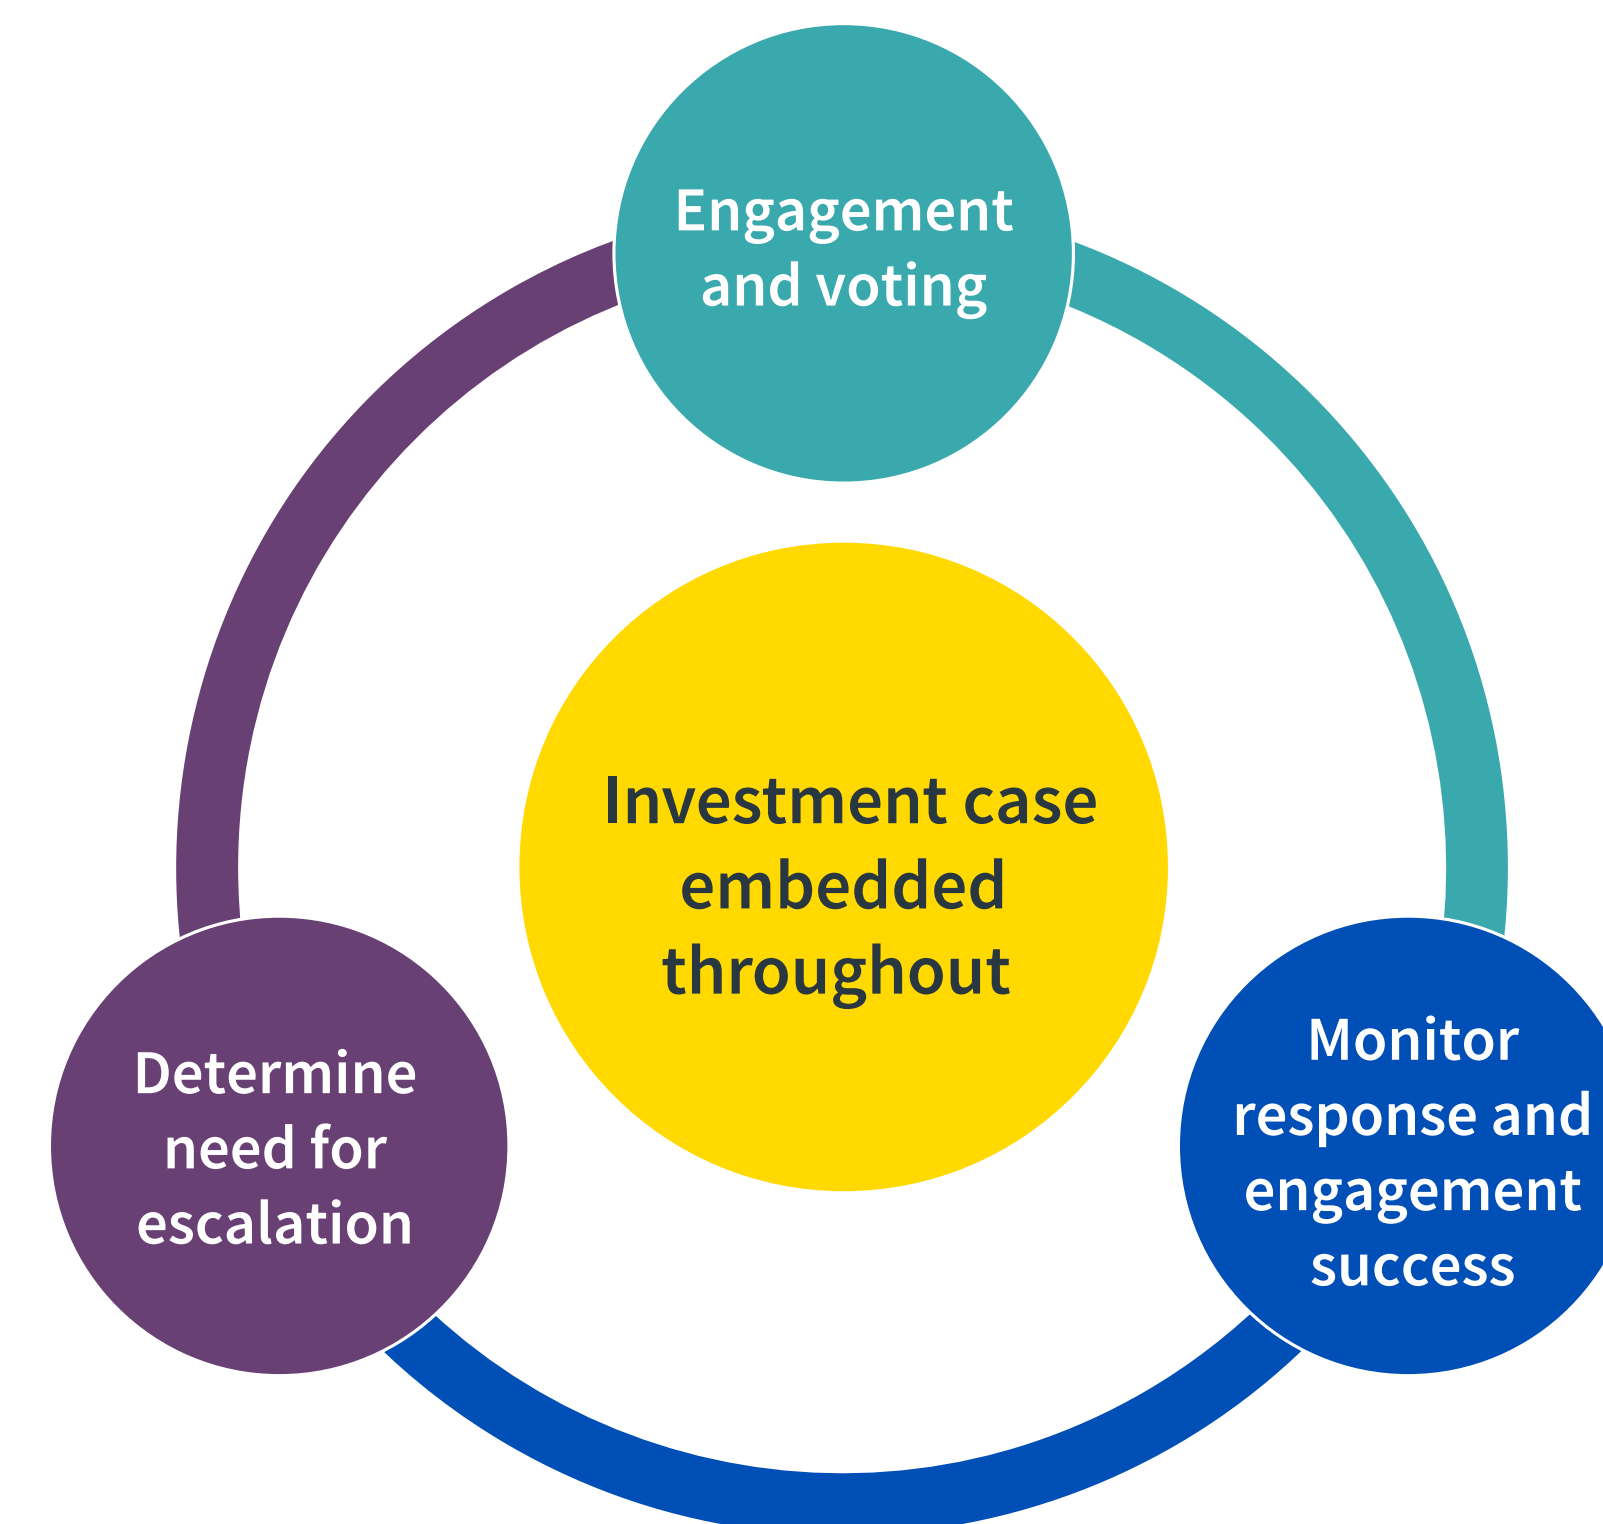 Engagement
and voting
Investment case
embedded
throughout
Determine
need for
escalation
Monitor
response and
engagement
success